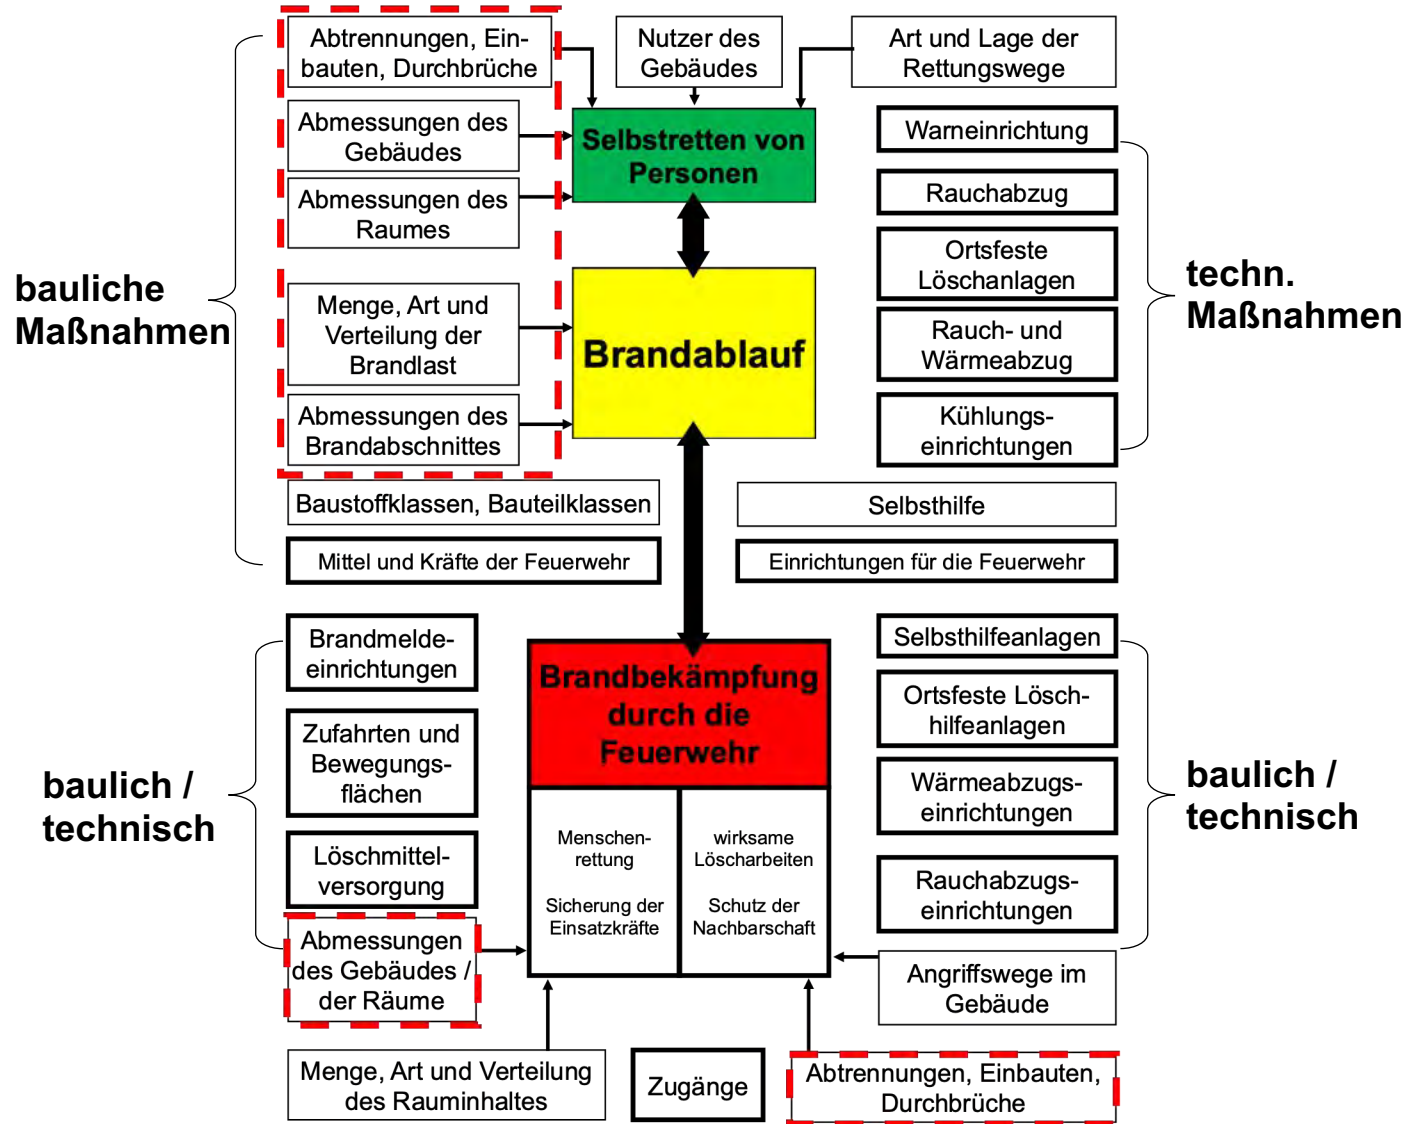 Abtrennungen, Ein-
bauten, Durchbrüche
Nutzer des
Gebäudes
Art und Lage der
Rettungswege
Abmessungen des
Gebäudes
Selbstretten von
Personen
Warneinrichtung
Abmessungen des
Raumes
Rauchabzug
bauliche
Maßnahmen
Menge, Art und
Verteilung der
Brandlast
Brandablauf
Ortsfeste
Löschanlagen
techn.
Maßnahmen
Rauch- und
Wärmeabzug
Abmessungen des
Brandabschnittes
Kühlungs-
einrichtungen
Baustoffklassen, Bauteilklassen
Selbsthilfe
Mittel und Kräfte der Feuerwehr
Einrichtungen für die Feuerwehr
Brandmelde-
einrichtungen
Brandbekämpfung
durch die
Feuerwehr
Selbsthilfeanlagen
Zufahrten und
Bewegungs-
flächen
Ortsfeste Lösch-
hilfeanlagen
baulich /
technisch
Menschen-
rettung
Sicherung der
Einsatzkräfte
wirksame
Löscharbeiten
Schutz der
Nachbarschaft
Wärmeabzugs-
einrichtungen
baulich /
technisch
Löschmittel-
versorgung
Rauchabzugs-
einrichtungen
Abmessungen
des Gebäudes /
der Räume
Angriffswege im
Gebäude
Menge, Art und Verteilung
des Rauminhaltes
Zugänge
Abtrennungen, Einbauten,
Durchbrüche